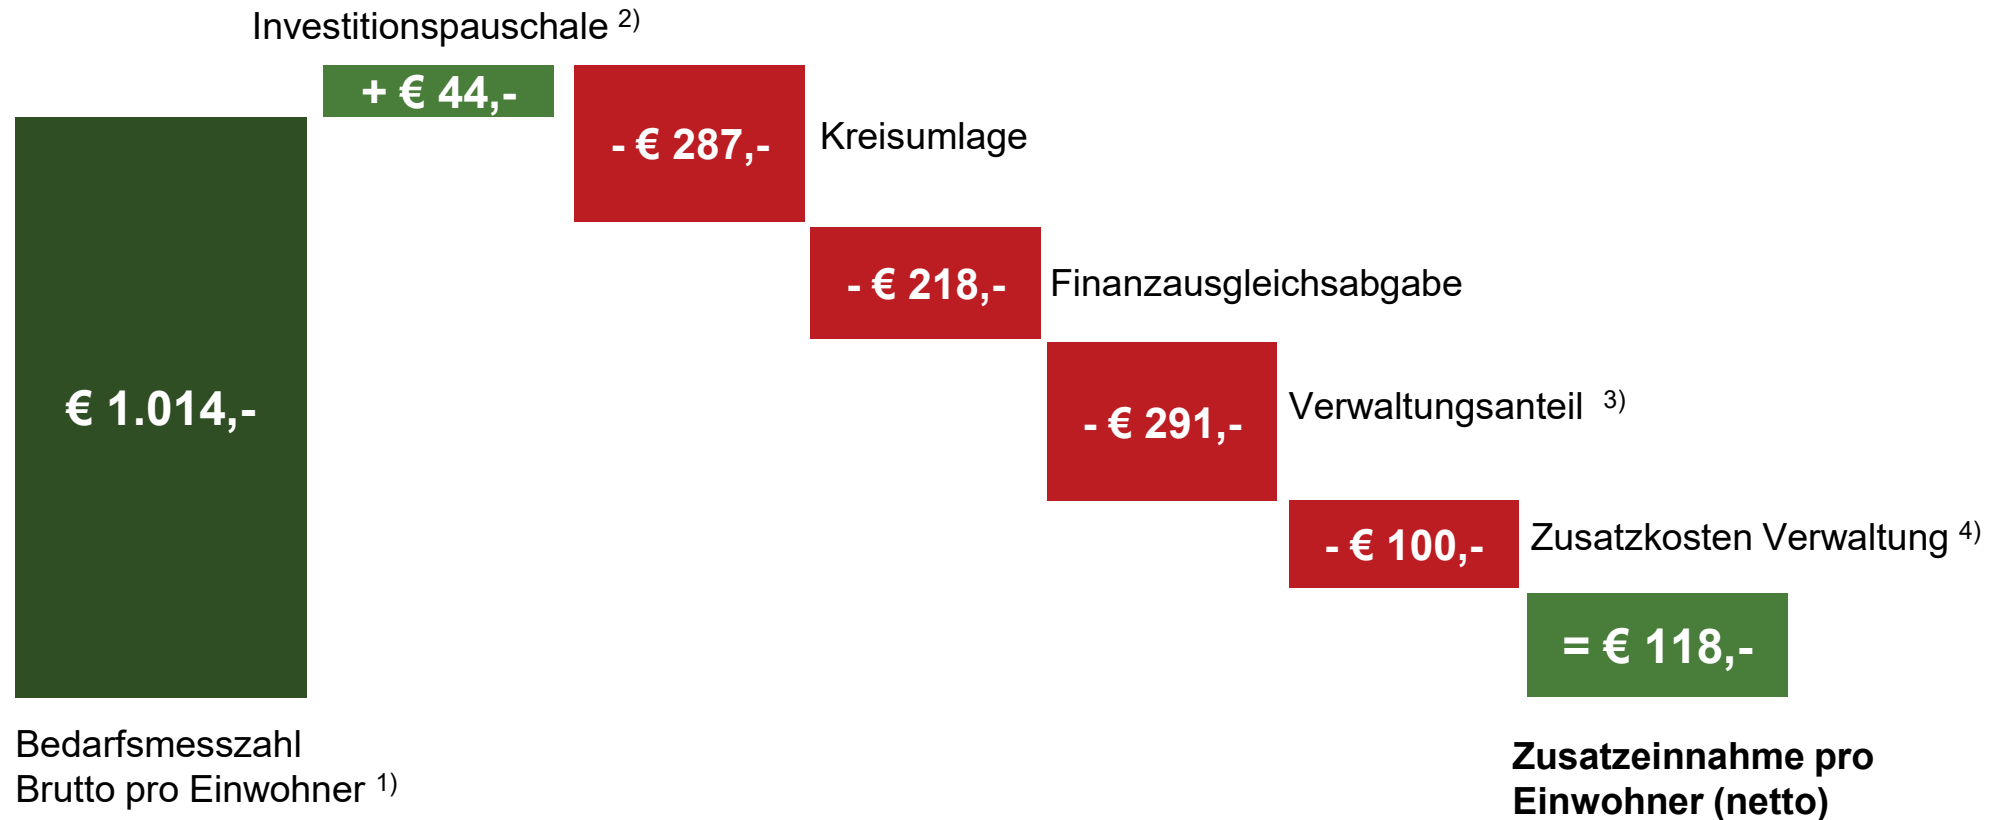 Investitionspauschale 2)
+ € 44,-
- € 287,-
Kreisumlage
- € 218,-
Finanzausgleichsabgabe
€ 1.014,-
- € 291,-
Verwaltungsanteil 3)
- € 100,-
Zusatzkosten Verwaltung 4)
= € 118,-
Bedarfsmesszahl
Brutto pro Einwohner 1)
Zusatzeinnahme pro
Einwohner (netto)